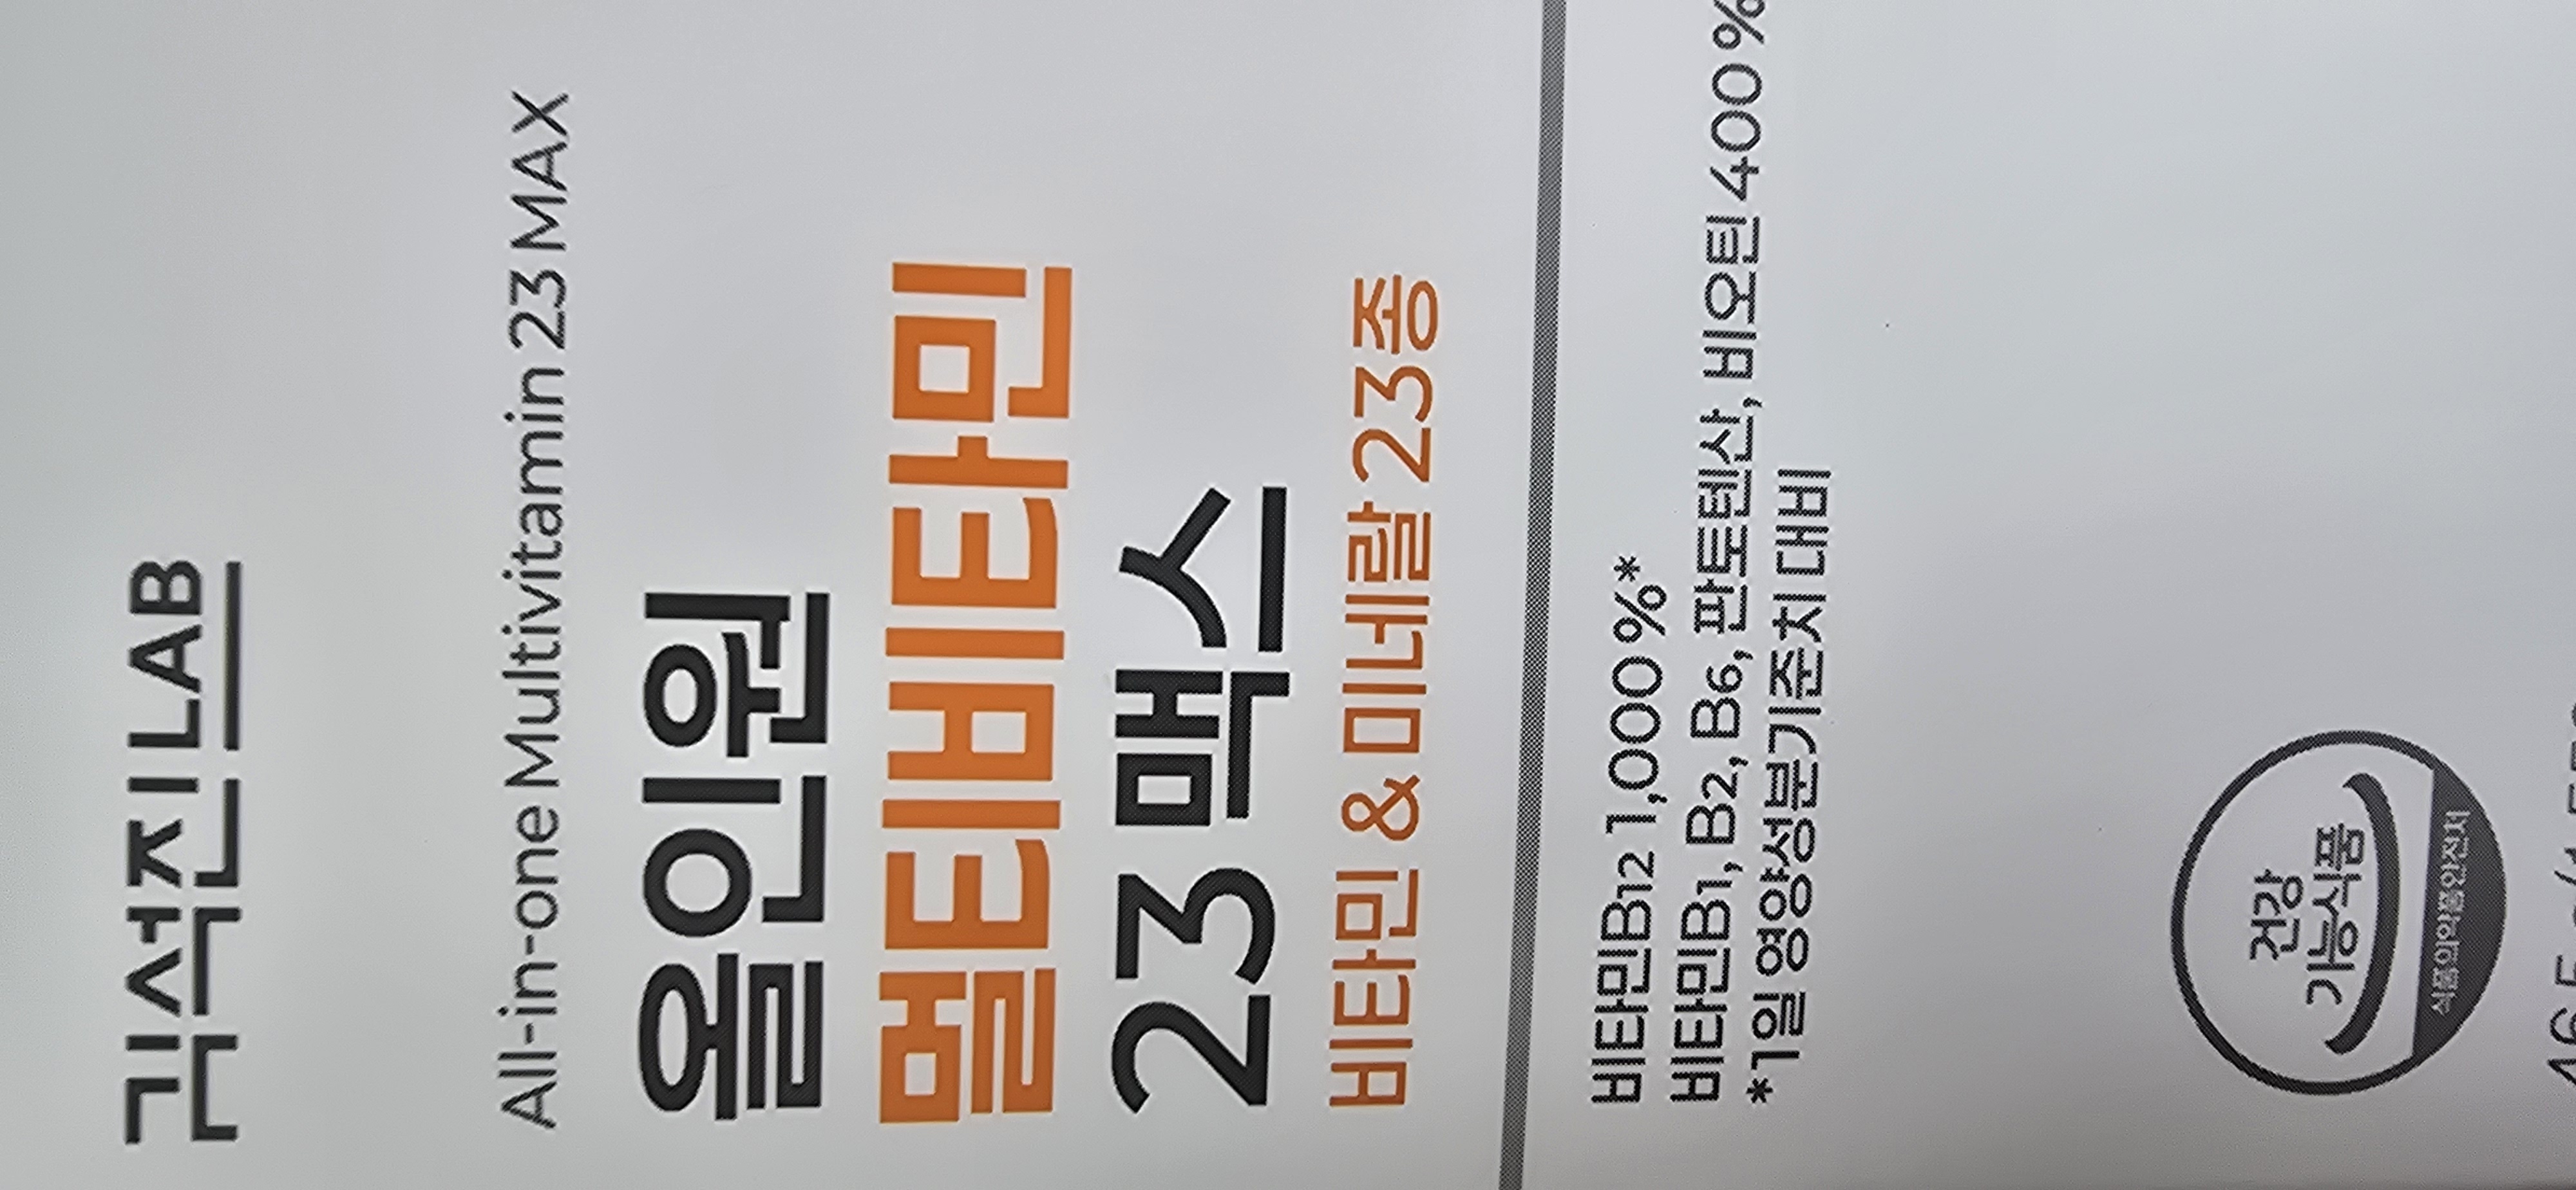 김석진LAB
All-in-one Multivitamin 23 MAX
올인원
멀티비타민
23 맥스
비타민 & 미네랄 23종
비타민B12 1,000%*
비타민B1, B2, B6, 판토텐산, 비오틴 400%
*1일 영양성분기준치 대비
건강
기능식품
식품의약품안전처